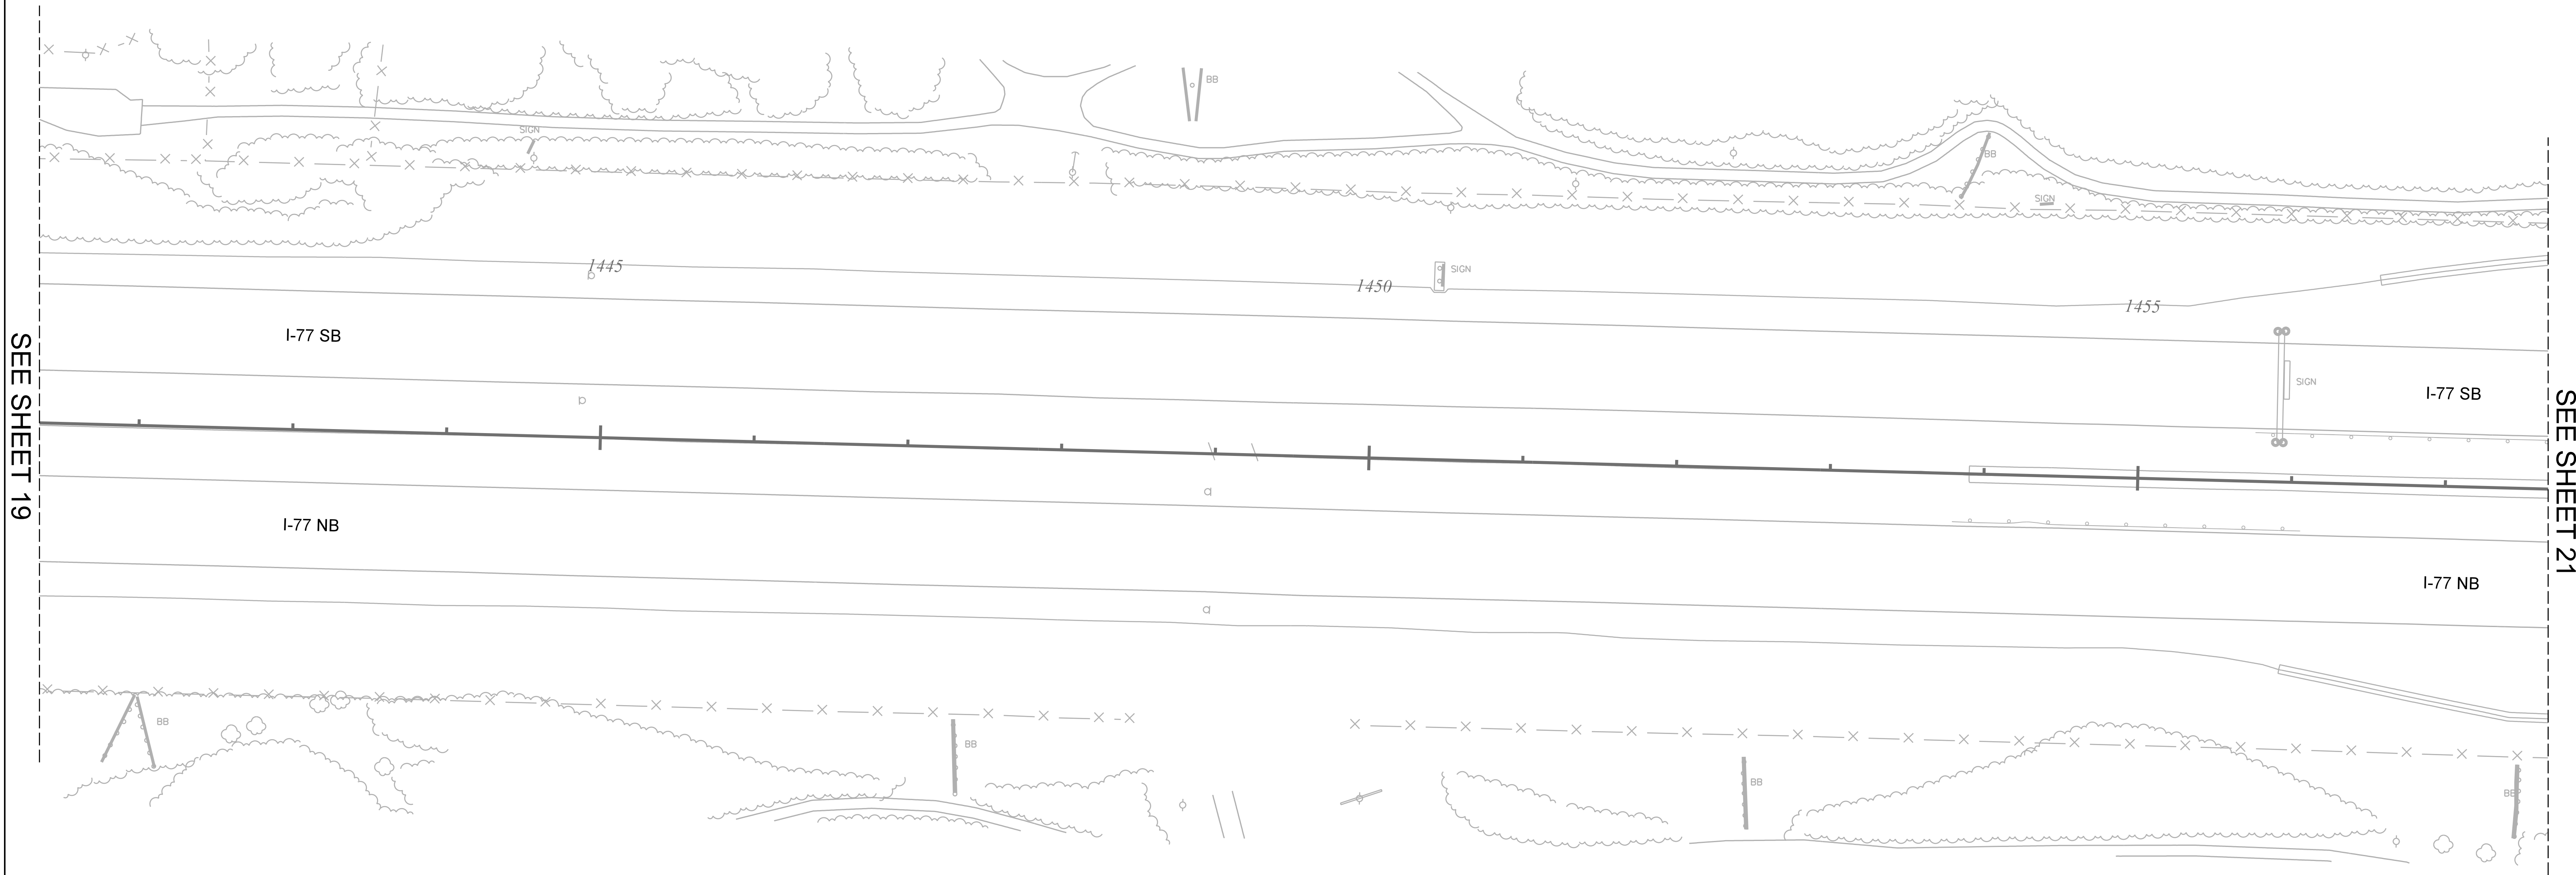 BB
SIGN
BB
SIGN
1445
SIGN
1450
1455
I-77 SB
SIGN
I-77 SB
SEE SHEET 19
SEE SHEET 21
I-77 NB
I-77 NB
BB
BB
BB
BB